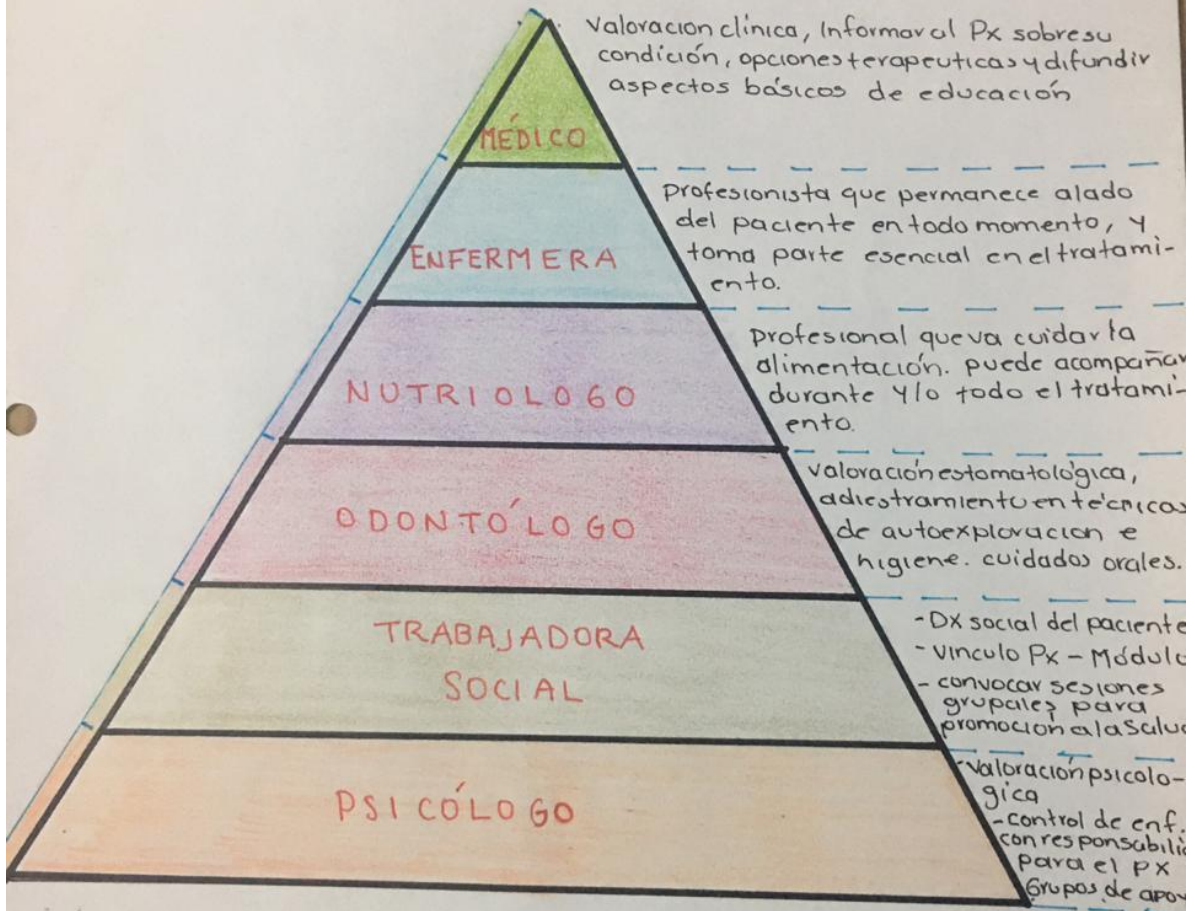 valoracion clínica, Informar al Px sobre su
condición, opciones terapeuticas y difundir
aspectos básicos de educación
MÉDICO
profesionista que permanece alado
del paciente en todo momento, y
toma parte esencial en el tratami-
ento.
ENFERMERA
profesional que va cuidar la
alimentación. puede acompañar
durante y/o todo el tratami-
ento.
NUTRIOLOGO
valoración estomatológica,
adiestramiento en técnicas
de autoexploracion e
higiene. cuidados orales.
ODONTÓLOGO
- DX social del paciente
- vinculo Px - Módulo
- convocar sesiones
grupales para
promoción a la salud
TRABAJADORA
SOCIAL
- valoración psicolo-
gica
- control de enf.
con responsabilid
para el px
Grupos de apoy
PSICÓLOGO